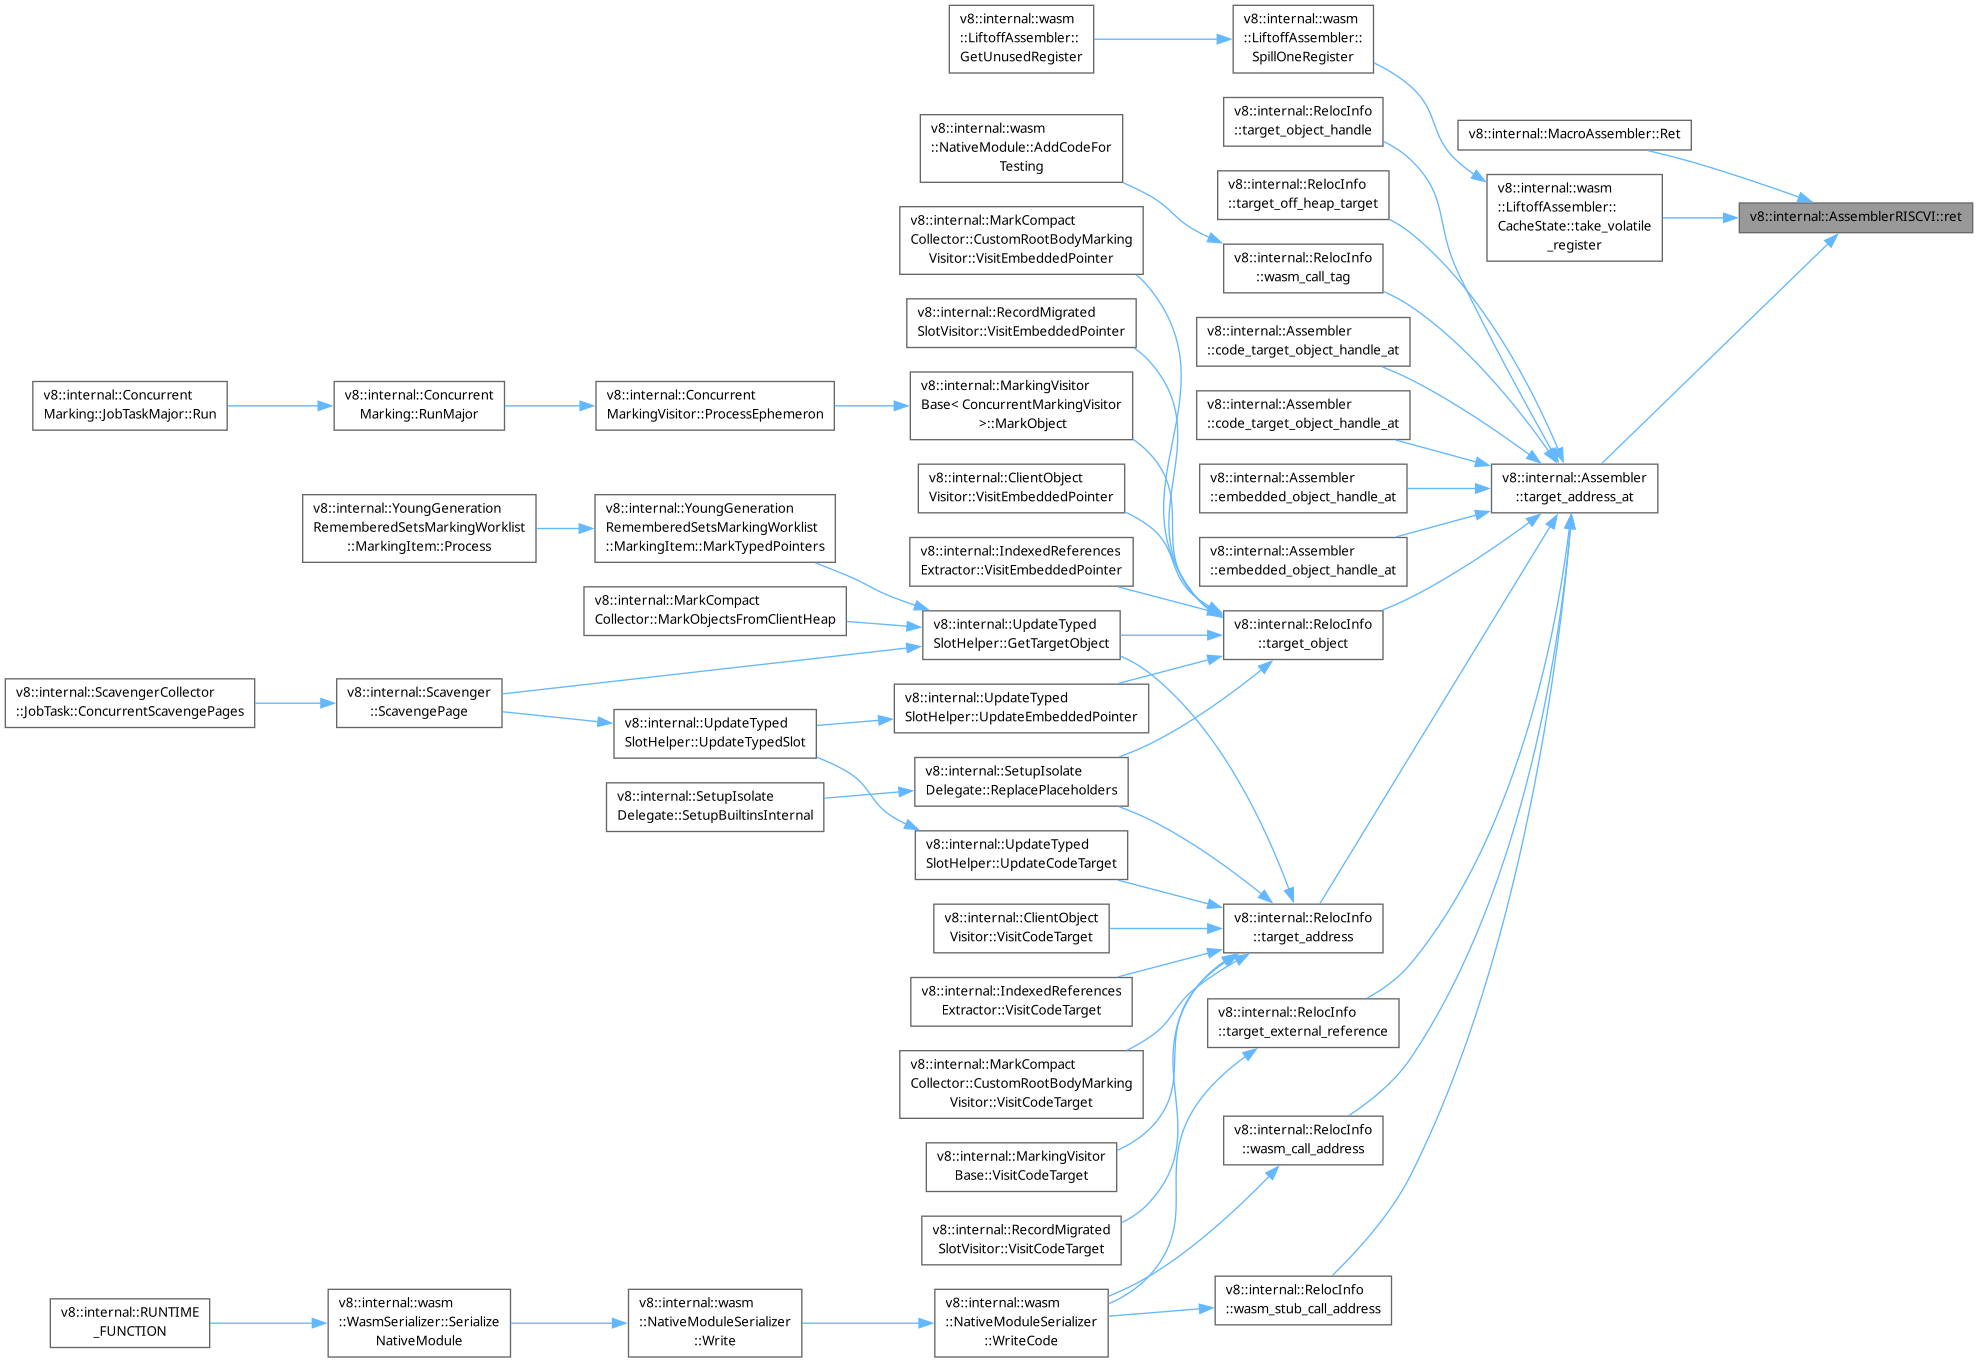 v8::internal::wasm
::LiftoffAssembler::
GetUnusedRegister
v8::internal::wasm
::LiftoffAssembler::
SpillOneRegister
v8::internal::RelocInfo
::target_object_handle
v8::internal::MacroAssembler::Ret
v8::internal::wasm
::NativeModule::AddCodeFor
Testing
v8::internal::RelocInfo
::target_off_heap_target
v8::internal::wasm
::LiftoffAssembler::
CacheState::take_volatile
_register
v8::internal::AssemblerRISCVI::ret
v8::internal::MarkCompact
Collector::CustomRootBodyMarking
Visitor::VisitEmbeddedPointer
v8::internal::RelocInfo
::wasm_call_tag
v8::internal::RecordMigrated
SlotVisitor::VisitEmbeddedPointer
v8::internal::Assembler
::code_target_object_handle_at
v8::internal::Concurrent
Marking::JobTaskMajor::Run
v8::internal::Concurrent
Marking::RunMajor
v8::internal::Concurrent
MarkingVisitor::ProcessEphemeron
v8::internal::MarkingVisitor
Base< ConcurrentMarkingVisitor
>::MarkObject
v8::internal::Assembler
::code_target_object_handle_at
v8::internal::ClientObject
Visitor::VisitEmbeddedPointer
v8::internal::Assembler
::embedded_object_handle_at
v8::internal::Assembler
::target_address_at
v8::internal::YoungGeneration
RememberedSetsMarkingWorklist
::MarkingItem::Process
v8::internal::YoungGeneration
RememberedSetsMarkingWorklist
::MarkingItem::MarkTypedPointers
v8::internal::IndexedReferences
Extractor::VisitEmbeddedPointer
v8::internal::Assembler
::embedded_object_handle_at
v8::internal::MarkCompact
Collector::MarkObjectsFromClientHeap
v8::internal::UpdateTyped
SlotHelper::GetTargetObject
v8::internal::RelocInfo
::target_object
v8::internal::ScavengerCollector
::JobTask::ConcurrentScavengePages
v8::internal::Scavenger
::ScavengePage
v8::internal::UpdateTyped
SlotHelper::UpdateTypedSlot
v8::internal::UpdateTyped
SlotHelper::UpdateEmbeddedPointer
v8::internal::SetupIsolate
Delegate::SetupBuiltinsInternal
v8::internal::SetupIsolate
Delegate::ReplacePlaceholders
v8::internal::UpdateTyped
SlotHelper::UpdateCodeTarget
v8::internal::ClientObject
Visitor::VisitCodeTarget
v8::internal::RelocInfo
::target_address
v8::internal::IndexedReferences
Extractor::VisitCodeTarget
v8::internal::RelocInfo
::target_external_reference
v8::internal::MarkCompact
Collector::CustomRootBodyMarking
Visitor::VisitCodeTarget
v8::internal::MarkingVisitor
Base::VisitCodeTarget
v8::internal::RelocInfo
::wasm_call_address
v8::internal::RecordMigrated
SlotVisitor::VisitCodeTarget
v8::internal::RUNTIME
_FUNCTION
v8::internal::wasm
::WasmSerializer::Serialize
NativeModule
v8::internal::wasm
::NativeModuleSerializer
::Write
v8::internal::wasm
::NativeModuleSerializer
::WriteCode
v8::internal::RelocInfo
::wasm_stub_call_address